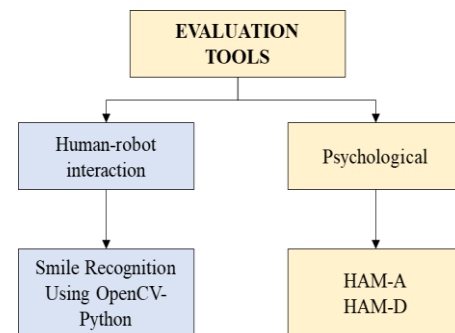 EVALUATION
TOOLS
Human-robot
interaction
Psychological
Smile Recognition
Using OpenCV-
Python
HAM-A
HAM-D